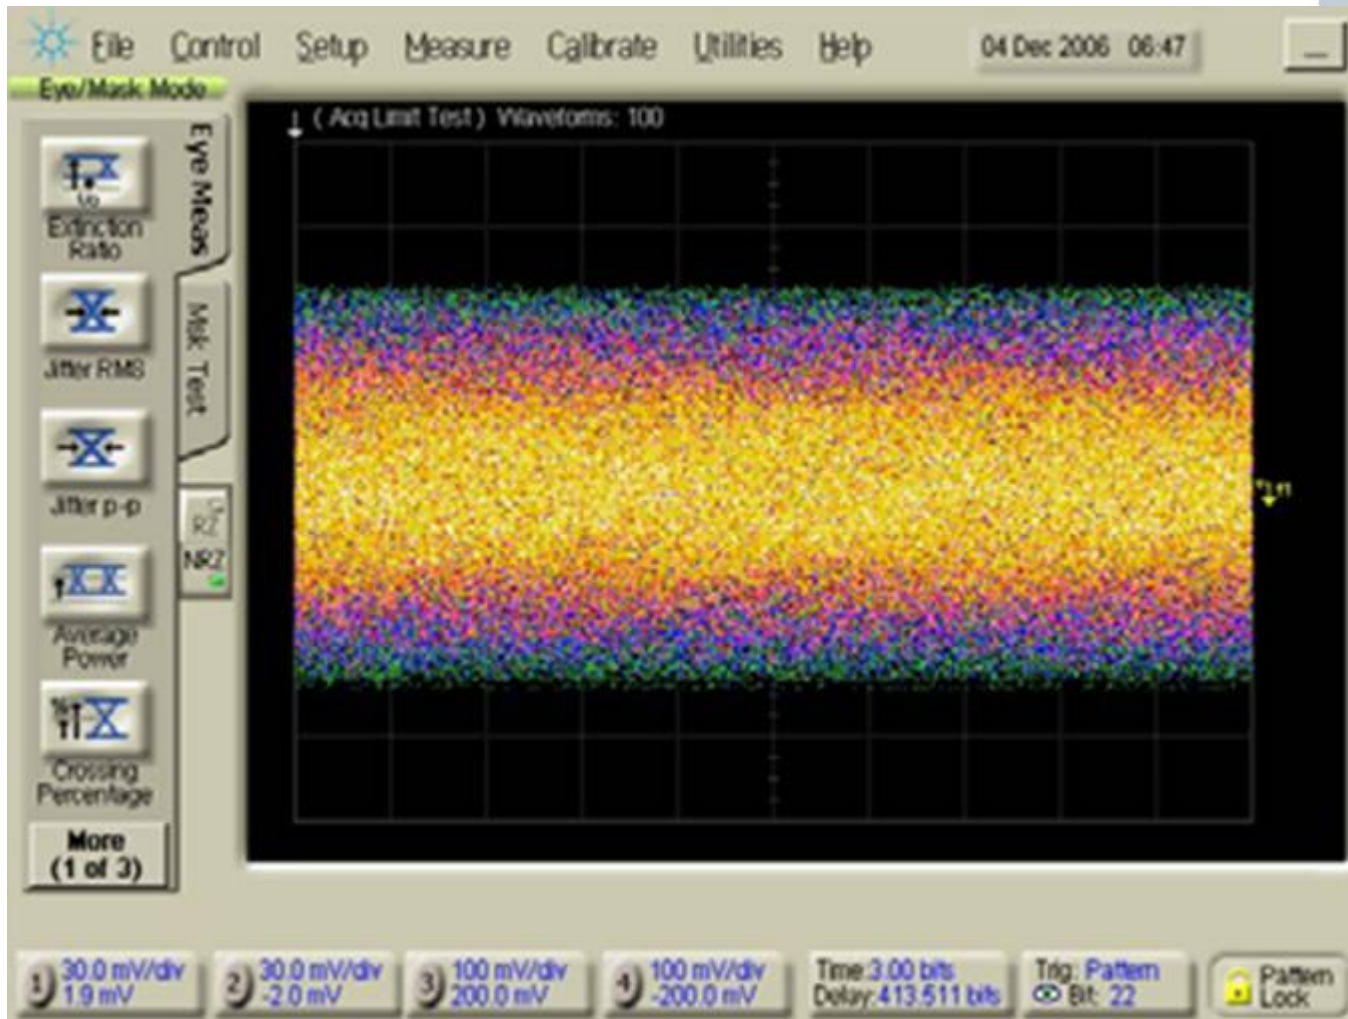 File Control Setup Measure Calibrate Utilities Help 04 Dec 2006 06:47
Eye/Mask Mode
( Acq Limit Test ) Waveforms: 100
Eye Meas
Msk Test
Extinction
Ratio
Jitter RMS
Jitter p-p
RZ
NRZ
Average
Power
Crossing
Percentage
More
(1 of 3)
1 30.0 mV/div
1.9 mV
2 30.0 mV/div
-2.0 mV
3 100 mV/div
200.0 mV
4 100 mV/div
-200.0 mV
Time:3.00 bits
Delay:413.511 bits
Trig: Pattern
Bit: 22
Pattern
Lock